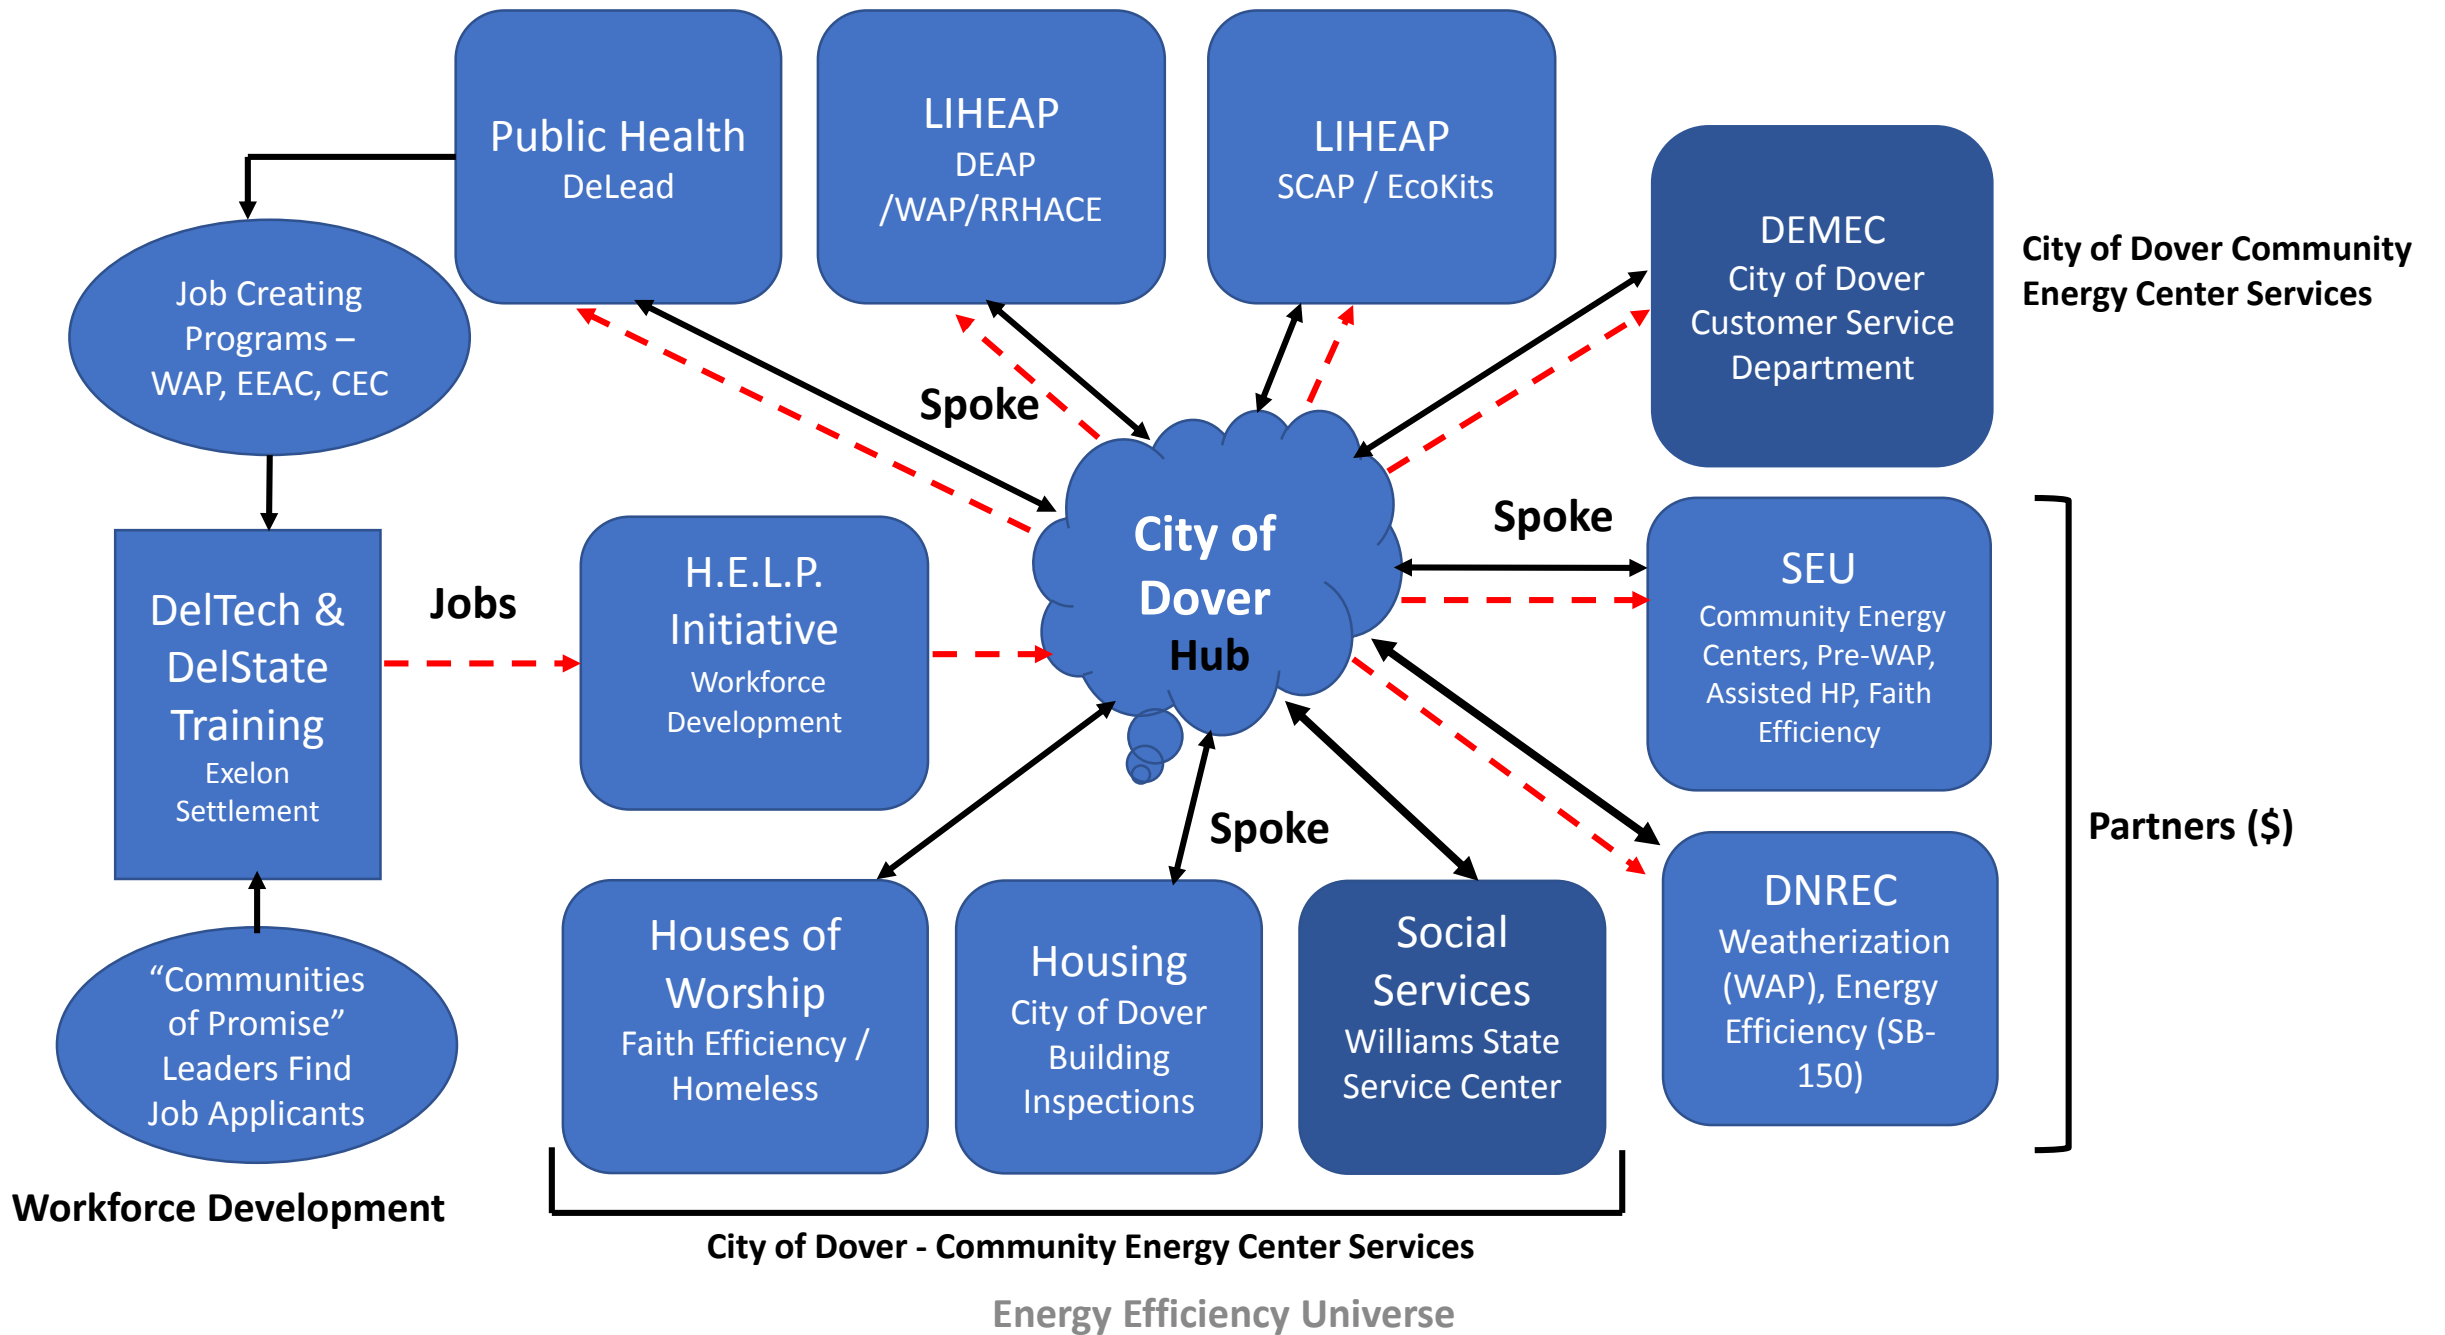 Public Health
DeLead
LIHEAP
DEAP
/WAP/RRHACE
LIHEAP
SCAP / EcoKits
DEMEC
City of Dover
Customer Service
Department
City of Dover Community
Energy Center Services
Job Creating
Programs –
WAP, EEAC, CEC
Spoke
City of
Dover
Hub
Spoke
SEU
Community Energy
Centers, Pre-WAP,
Assisted HP, Faith
Efficiency
DelTech &
DelState
Training
Exelon
Settlement
Jobs
H.E.L.P.
Initiative
Workforce
Development
Spoke
Partners ($)
DNREC
Weatherization
(WAP), Energy
Efficiency (SB-
150)
“Communities
of Promise”
Leaders Find
Job Applicants
Houses of
Worship
Faith Efficiency /
Homeless
Housing
City of Dover
Building
Inspections
Social
Services
Williams State
Service Center
Workforce Development
City of Dover - Community Energy Center Services
Energy Efficiency Universe